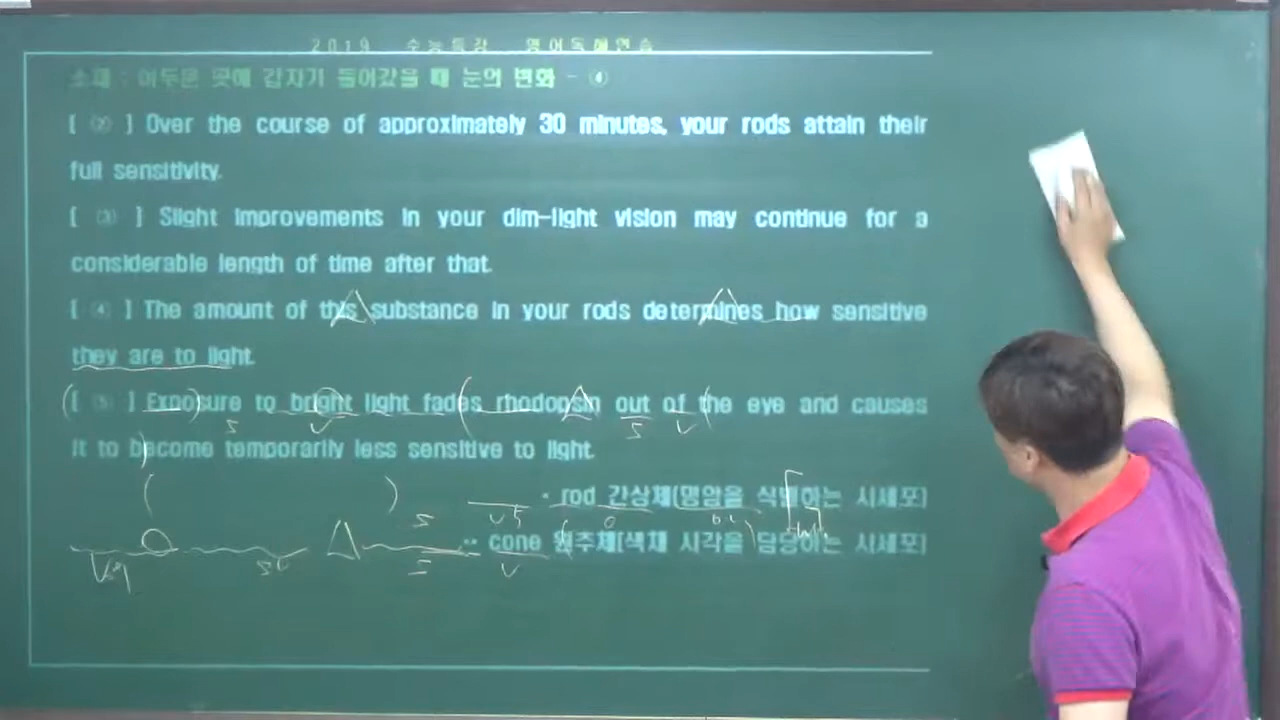 2019 수능특강 영어독해연습
소재 : 어두운 곳에 갑자기 들어갔을 때 눈의 변화 - ④
[ ② ] Over the course of approximately 30 minutes, your rods attain their
full sensitivity.
[ ③ ] Slight improvements in your dim-light vision may continue for a
considerable length of time after that.
[ ④ ] The amount of this substance in your rods determines how sensitive
they are to light.
[ ⑤ ] Exposure to bright light fades rhodopsin out of the eye and causes
it to become temporarily less sensitive to light.
· rod 간상체[명암을 식별하는 시세포]
·· cone 원추체[색채 시각을 담당하는 시세포]